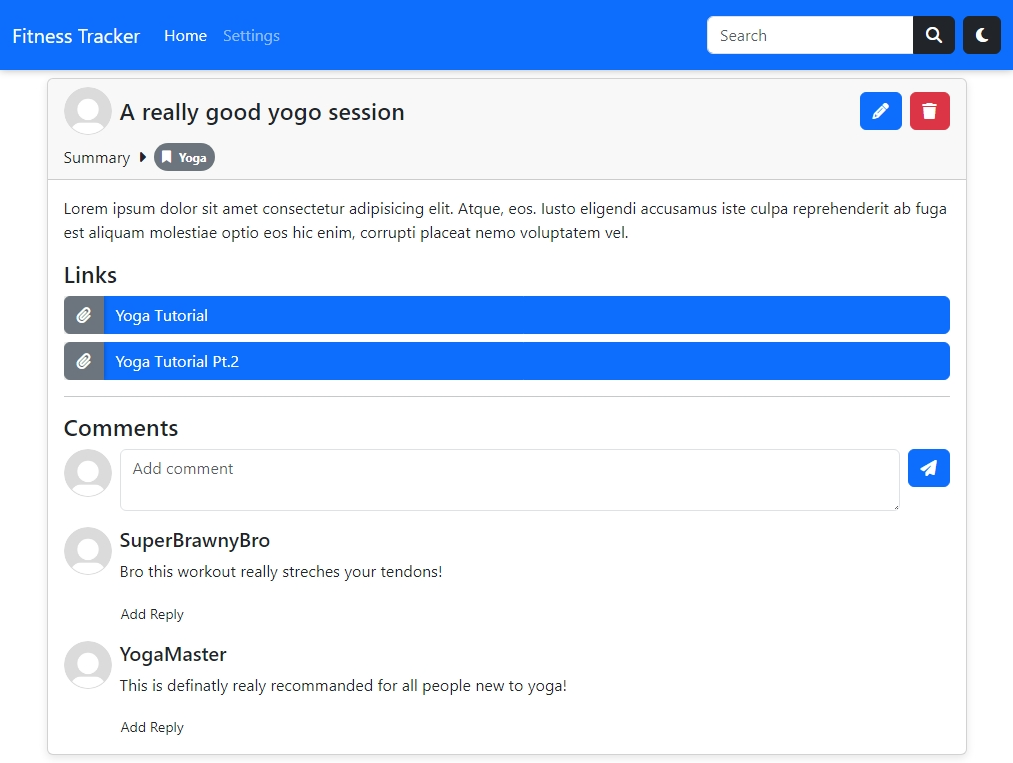 Fitness Tracker Home Settings Search
A really good yogo session
Summary Yoga
Lorem ipsum dolor sit amet consectetur adipisicing elit. Atque, eos. Iusto eligendi accusamus iste culpa reprehenderit ab fuga
est aliquam molestiae optio eos hic enim, corrupti placeat nemo voluptatem vel.
Links
Yoga Tutorial
Yoga Tutorial Pt.2
Comments
Add comment
SuperBrawnyBro
Bro this workout really streches your tendons!
Add Reply
YogaMaster
This is definatly realy recommanded for all people new to yoga!
Add Reply